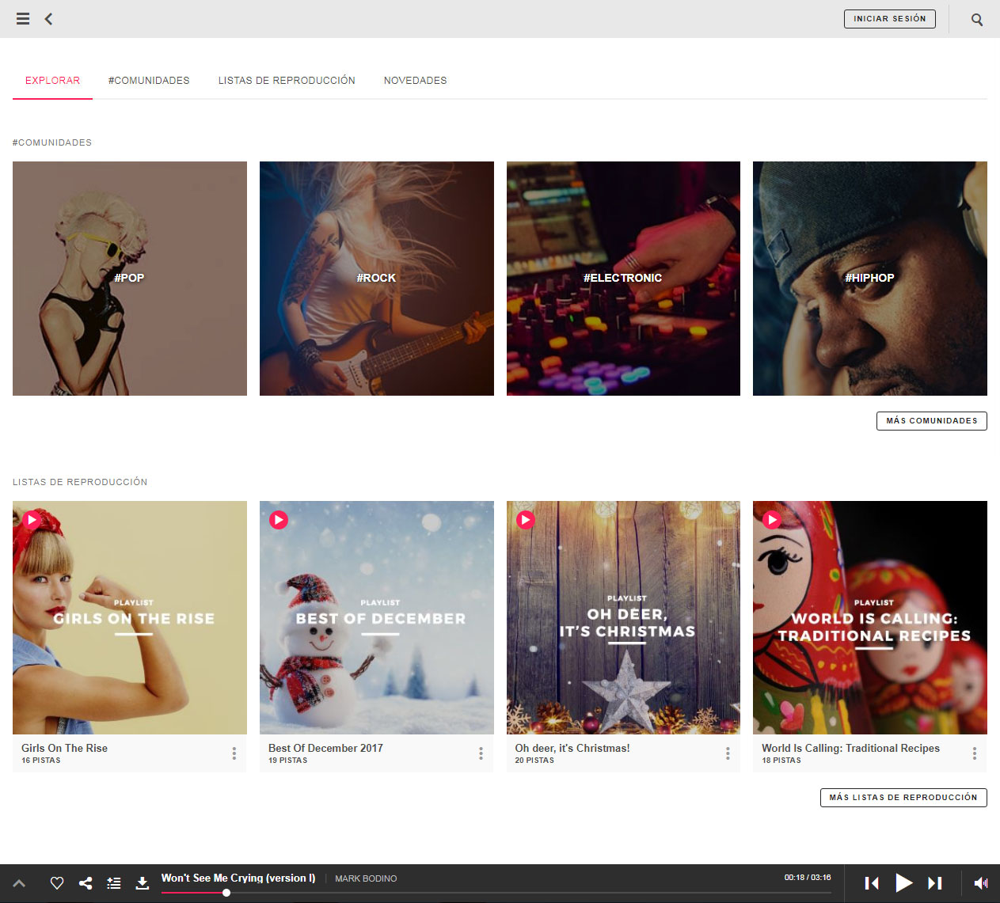 INICIAR SESIÓN
EXPLORAR
#COMUNIDADES
LISTAS DE REPRODUCCIÓN
NOVEDADES
#COMUNIDADES
#POP
#ROCK
#ELECTRONIC
#HIPHOP
MÁS COMUNIDADES
LISTAS DE REPRODUCCIÓN
PLAYLIST
GIRLS ON THE RISE
PLAYLIST
BEST OF DECEMBER
PLAYLIST
OH DEER,
IT'S CHRISTMAS
PLAYLIST
WORLD IS CALLING:
TRADITIONAL RECIPES
Girls On The Rise
16 PISTAS
Best Of December 2017
19 PISTAS
Oh deer, it's Christmas!
20 PISTAS
World Is Calling: Traditional Recipes
18 PISTAS
MÁS LISTAS DE REPRODUCCIÓN
Won't See Me Crying (version I)
MARK BODINO
00:18 / 03:16